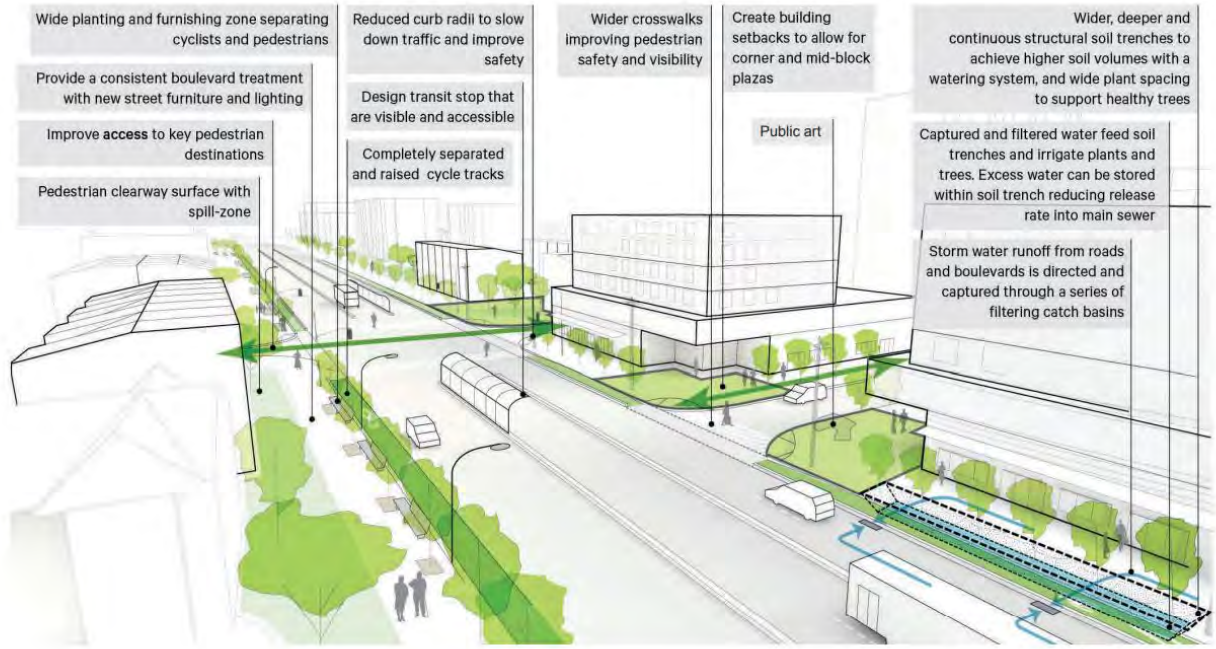 Wide planting and furnishing zone separating
cyclists and pedestrians
Provide a consistent boulevard treatment
with new street furniture and lighting
Improve access to key pedestrian
destinations
Pedestrian clearway surface with
spill-zone
Reduced curb radii to slow
down traffic and improve
safety
Design transit stop that
are visible and accessible
Completely separated
and raised cycle tracks
Wider crosswalks
improving pedestrian
safety and visibility
Create building
setbacks to allow for
corner and mid-block
plazas
Public art
Wider, deeper and
continuous structural soil trenches to
achieve higher soil volumes with a
watering system, and wide plant spacing
to support healthy trees
Captured and filtered water feed soil
trenches and irrigate plants and
trees. Excess water can be stored
within soil trench reducing release
rate into main sewer
Storm water runoff from roads
and boulevards is directed and
captured through a series of
filtering catch basins